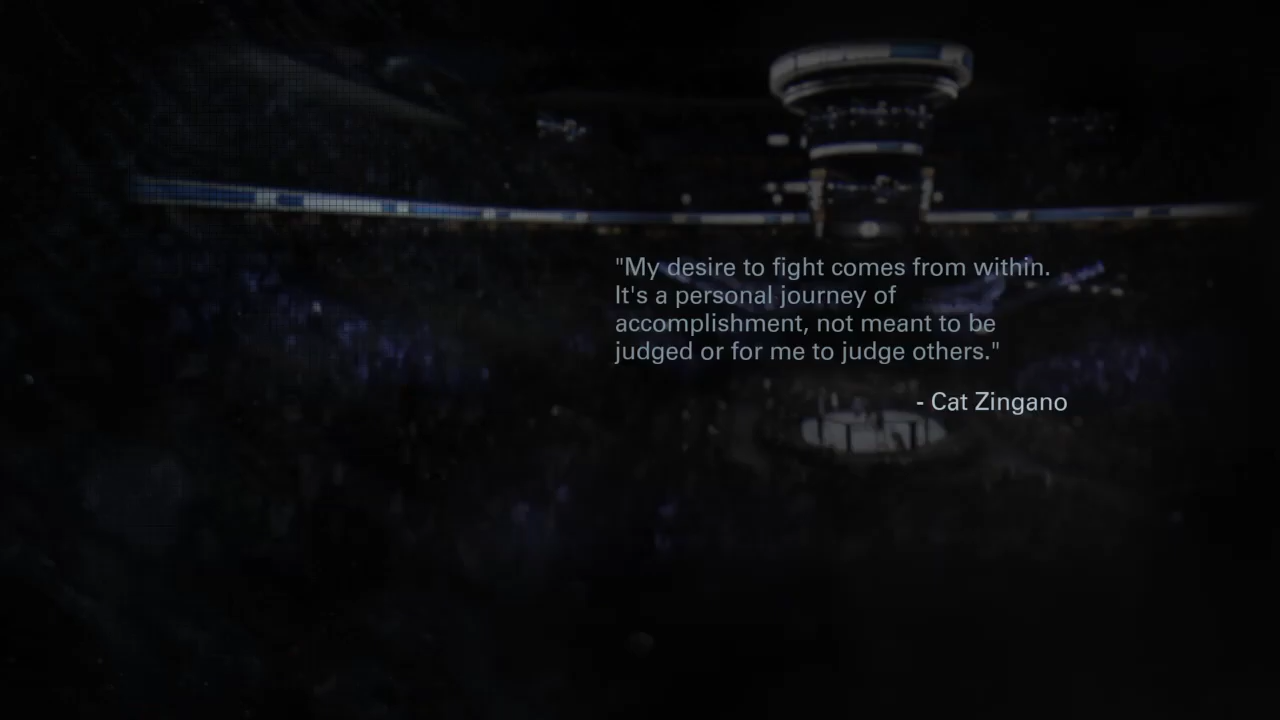 "My desire to fight comes from within.
It's a personal journey of
accomplishment, not meant to be
judged or for me to judge others."
- Cat Zingano